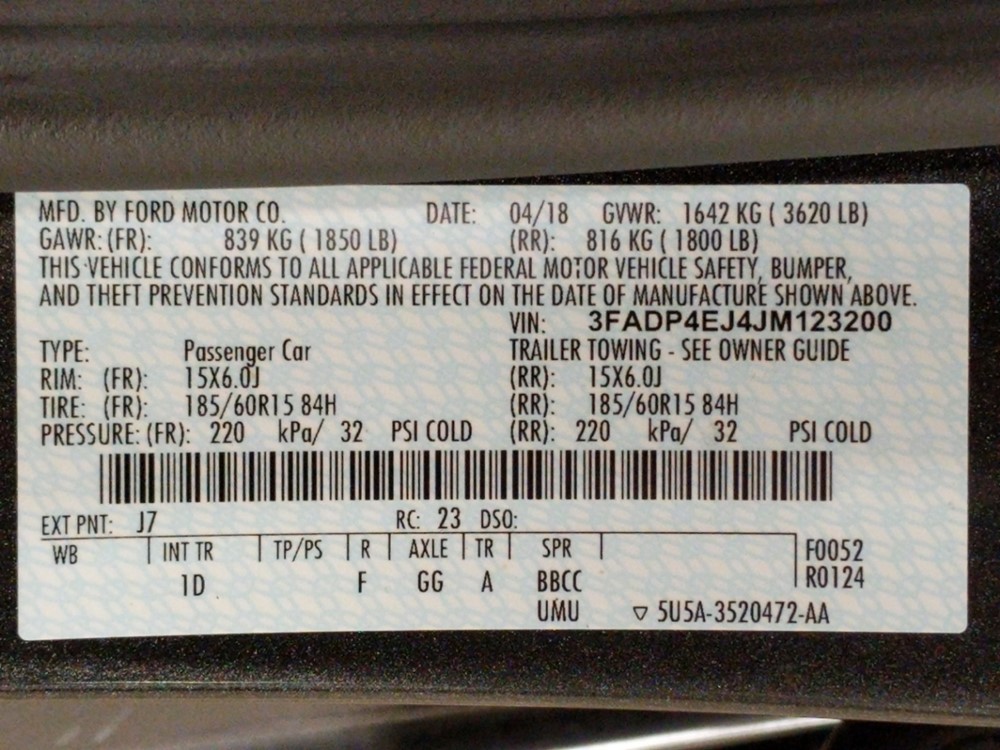 MFD. BY FORD MOTOR CO. DATE: 04/18 GVWR: 1642 KG ( 3620 LB)
GAWR: (FR): 839 KG ( 1850 LB) (RR): 816 KG ( 1800 LB)
THIS VEHICLE CONFORMS TO ALL APPLICABLE FEDERAL MOTOR VEHICLE SAFETY, BUMPER,
AND THEFT PREVENTION STANDARDS IN EFFECT ON THE DATE OF MANUFACTURE SHOWN ABOVE.
VIN: 3FADP4EJ4JM123200
TYPE: Passenger Car TRAILER TOWING - SEE OWNER GUIDE
RIM: (FR): 15X6.0J (RR): 15X6.0J
TIRE: (FR): 185/60R15 84H (RR): 185/60R15 84H
PRESSURE: (FR): 220 kPa/ 32 PSI COLD (RR): 220 kPa/ 32 PSI COLD
EXT PNT: J7 RC: 23 DSO:
WB INT TR TP/PS R AXLE TR SPR F0052
1D F GG A BBCC R0124
UMU ▽ 5U5A-3520472-AA